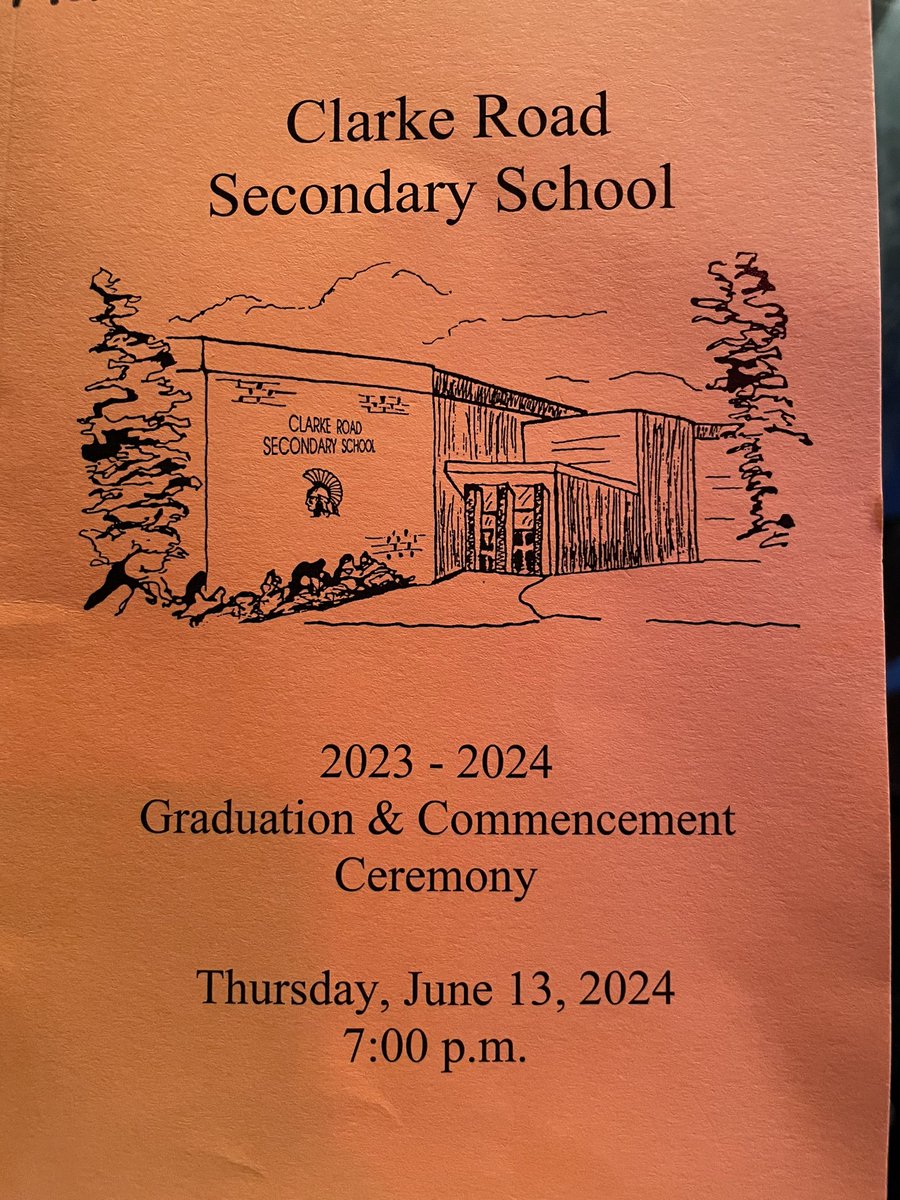 Clarke Road
Secondary School
CLARKE ROAD
SECONDARY SCHOOL
2023 - 2024
Graduation & Commencement
Ceremony
Thursday, June 13, 2024
7:00 p.m.